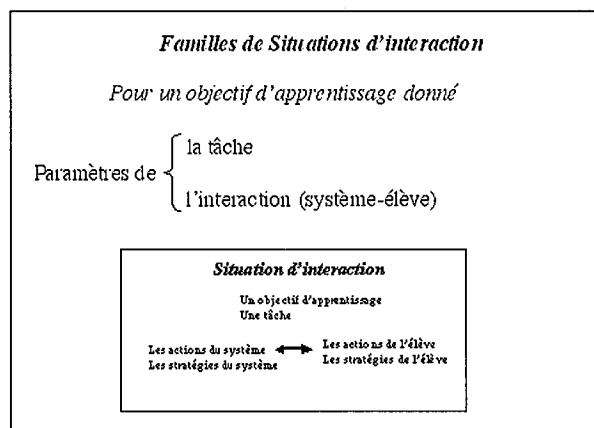 Familles de Situations d'interaction
Pour un objectif d'apprentissage donné
Paramètres de
la tâche
l'interaction (système-élève)
Situation d'interaction
Un objectif d'apprentissage
Une tâche
Les actions du système
Les stratégies du système
Les actions de l'élève
Les stratégies de l'élève